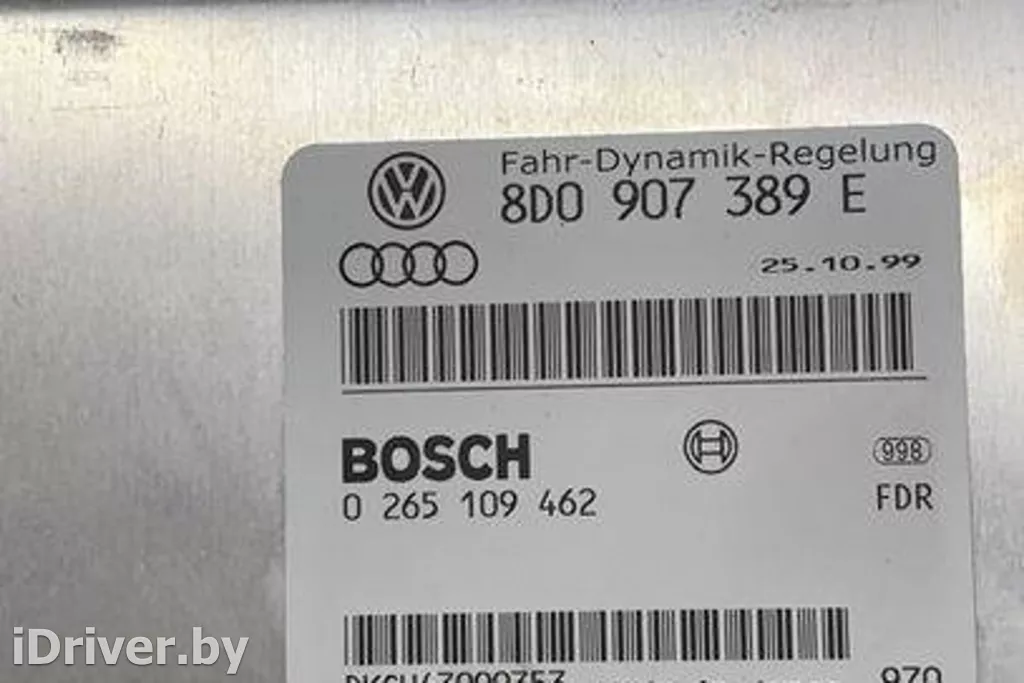 Fahr-Dynamik-Regelung
8D0 907 389 E
25.10.99
BOSCH
0 265 109 462
998
FDR
iDriver.by